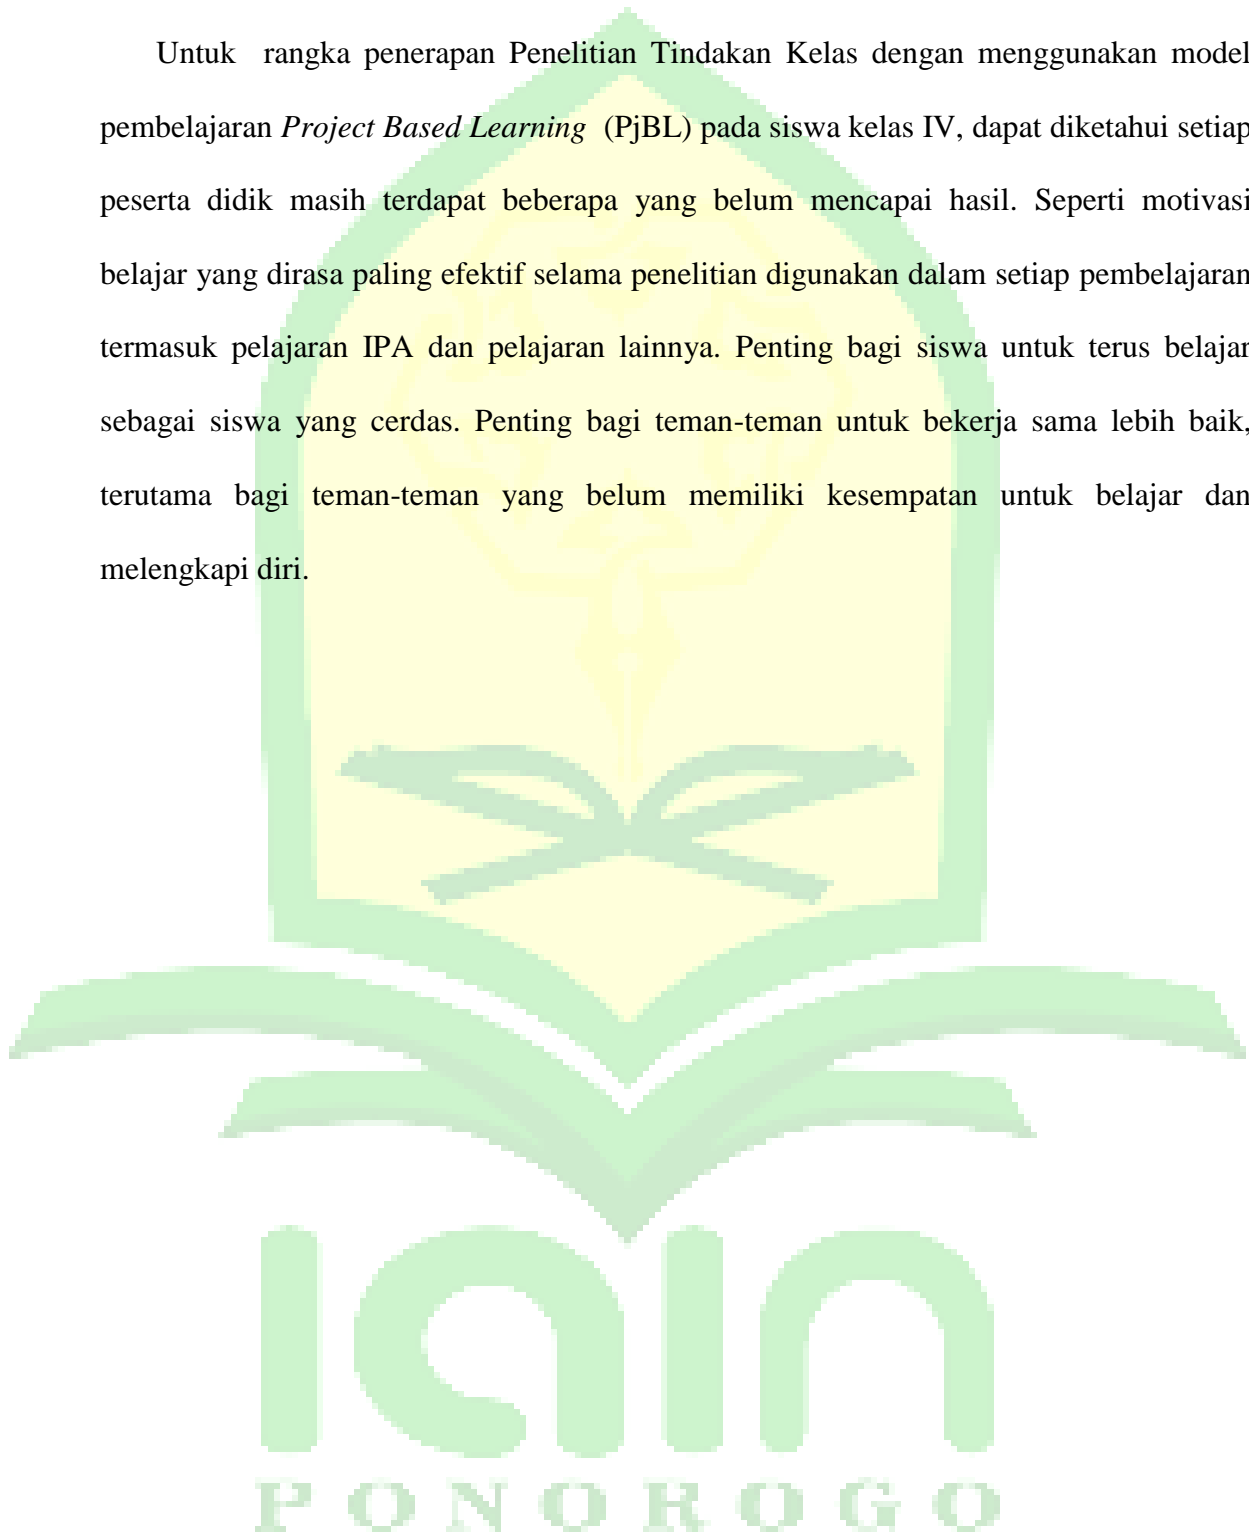 Untuk rangka penerapan Penelitian Tindakan Kelas dengan menggunakan model
pembelajaran Project Based Learning (PjBL) pada siswa kelas IV, dapat diketahui setiap
peserta didik masih terdapat beberapa yang belum mencapai hasil. Seperti motivasi
belajar yang dirasa paling efektif selama penelitian digunakan dalam setiap pembelajaran
termasuk pelajaran IPA dan pelajaran lainnya. Penting bagi siswa untuk terus belajar
sebagai siswa yang cerdas. Penting bagi teman-teman untuk bekerja sama lebih baik,
terutama bagi teman-teman yang belum memiliki kesempatan untuk belajar dan
melengkapi diri.
iain
PONOROGO